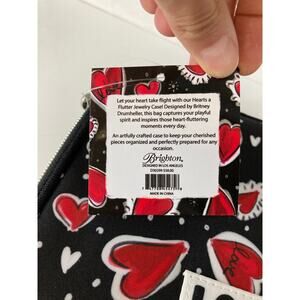 Let your heart take flight with our Hearts a
Flutter Jewelry Case! Designed by Britney
Drumheller, this bag captures your playful
spirit and inspires those heart-fluttering
moments every day.
An artfully crafted case to keep your cherished
pieces organized and perfectly prepared for any
occasion.
Brighton
DESIGNED IN LOS ANGELES
MADE IN CHINA
love